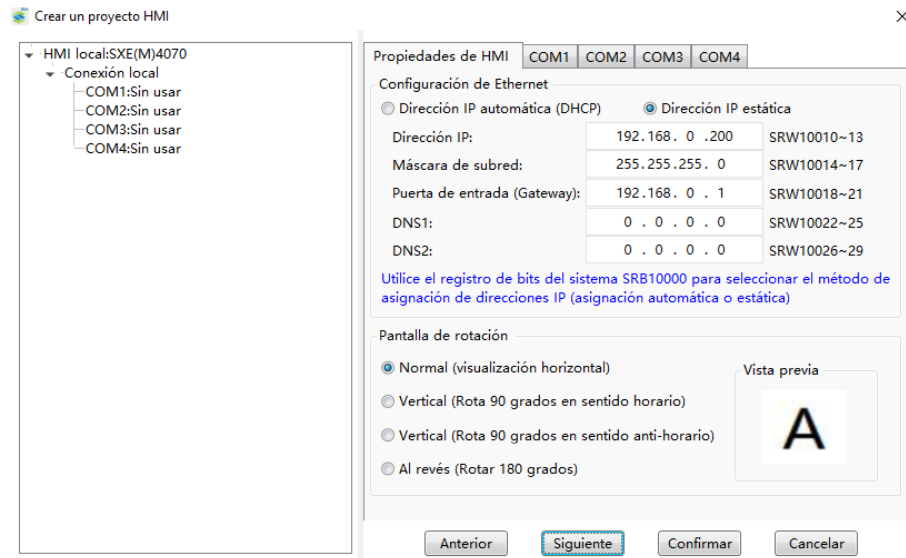 Crear un proyecto HMI
HMI local:SXE(M)4070
Conexión local
COM1:Sin usar
COM2:Sin usar
COM3:Sin usar
COM4:Sin usar
Propiedades de HMI COM1 COM2 COM3 COM4
Configuración de Ethernet
Dirección IP automática (DHCP) Dirección IP estática
Dirección IP: 192.168. 0 .200 SRW10010~13
Máscara de subred: 255.255.255. 0 SRW10014~17
Puerta de entrada (Gateway): 192.168. 0 . 1 SRW10018~21
DNS1: 0 . 0 . 0 . 0 SRW10022~25
DNS2: 0 . 0 . 0 . 0 SRW10026~29
Utilice el registro de bits del sistema SRB10000 para seleccionar el método de
asignación de direcciones IP (asignación automática o estática)
Pantalla de rotación
Normal (visualización horizontal)
Vertical (Rota 90 grados en sentido horario)
Vertical (Rota 90 grados en sentido anti-horario)
Al revés (Rotar 180 grados)
Vista previa
A
Anterior Siguiente Confirmar Cancelar